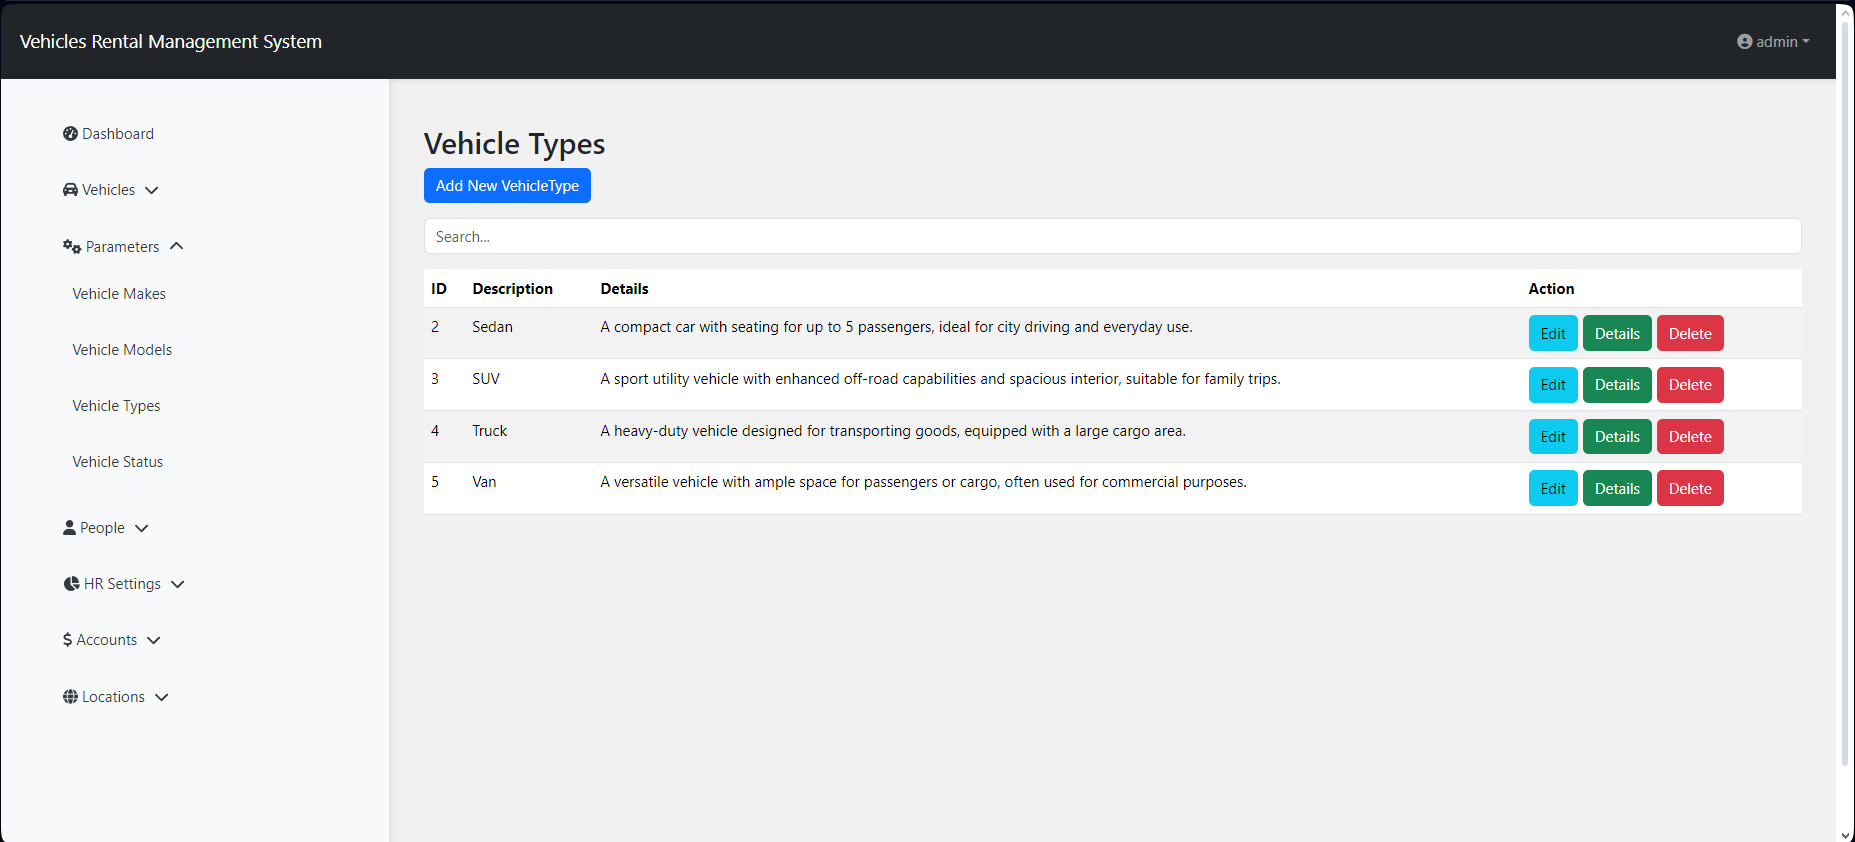 Vehicles Rental Management System
admin
Dashboard
Vehicles
Parameters
Vehicle Makes
Vehicle Models
Vehicle Types
Vehicle Status
People
HR Settings
$ Accounts
Locations
Vehicle Types
Add New VehicleType
Search...
ID Description Details Action
2 Sedan A compact car with seating for up to 5 passengers, ideal for city driving and everyday use. Edit Details Delete
3 SUV A sport utility vehicle with enhanced off-road capabilities and spacious interior, suitable for family trips. Edit Details Delete
4 Truck A heavy-duty vehicle designed for transporting goods, equipped with a large cargo area. Edit Details Delete
5 Van A versatile vehicle with ample space for passengers or cargo, often used for commercial purposes. Edit Details Delete